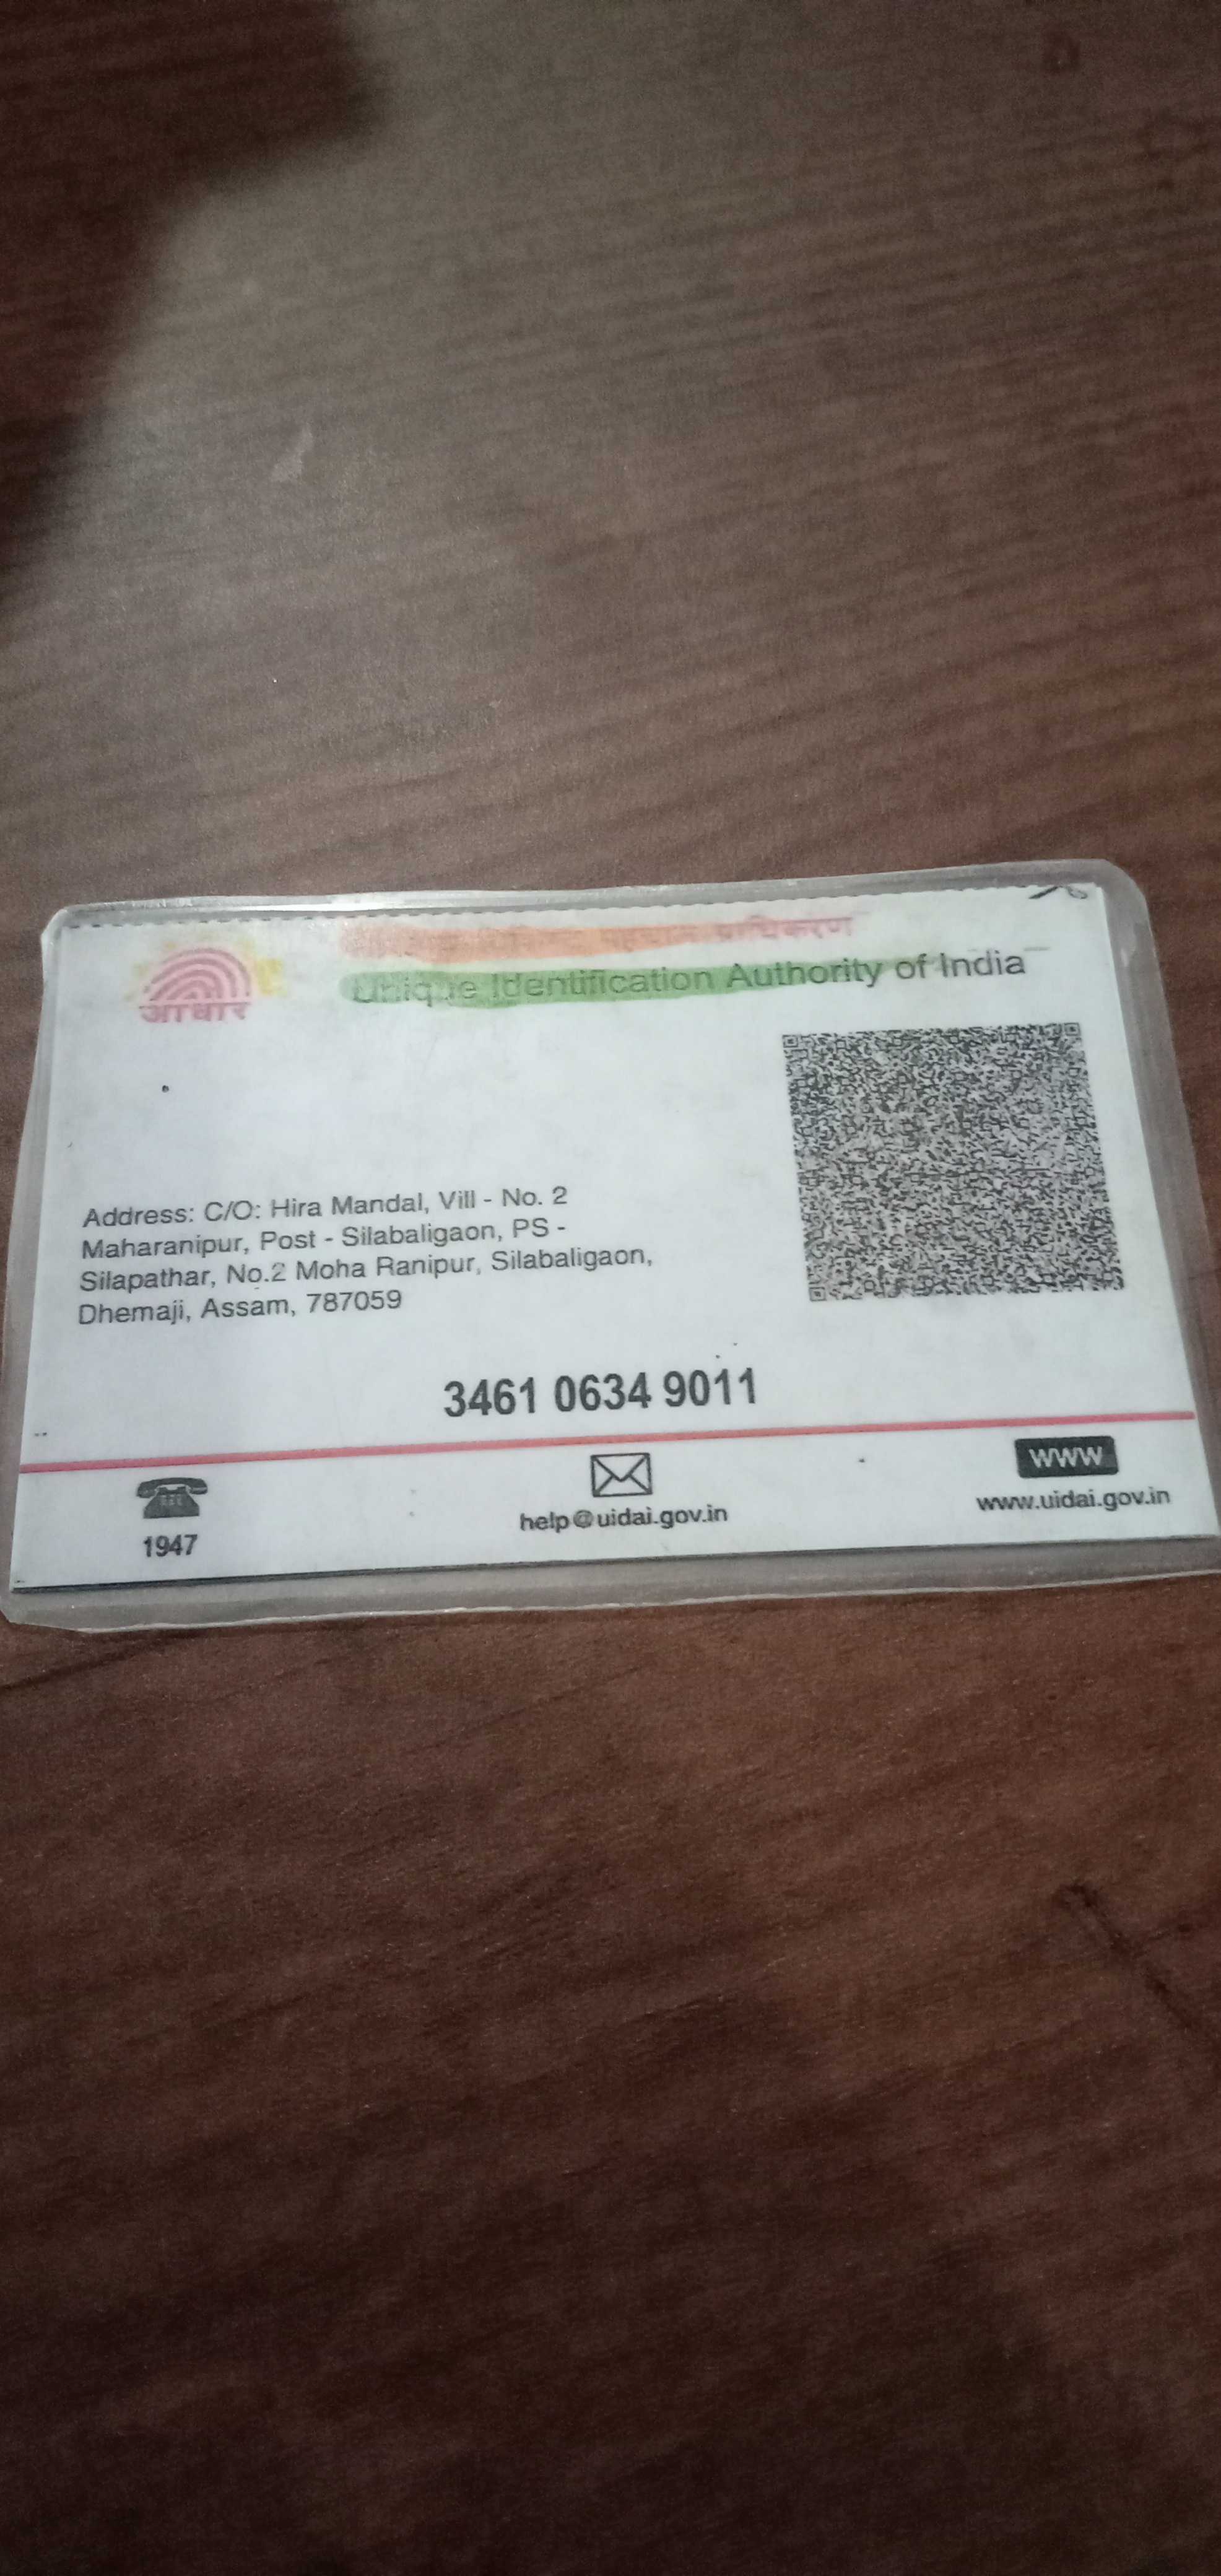 आधार
भारतीय विशिष्ट पहचान प्राधिकरण
Unique Identification Authority of India
Address: C/O: Hira Mandal, Vill - No. 2
Maharanipur, Post - Silabaligaon, PS -
Silapathar, No.2 Moha Ranipur, Silabaligaon,
Dhemaji, Assam, 787059
3461 0634 9011
1947
help@uidai.gov.in
WWW
www.uidai.gov.in